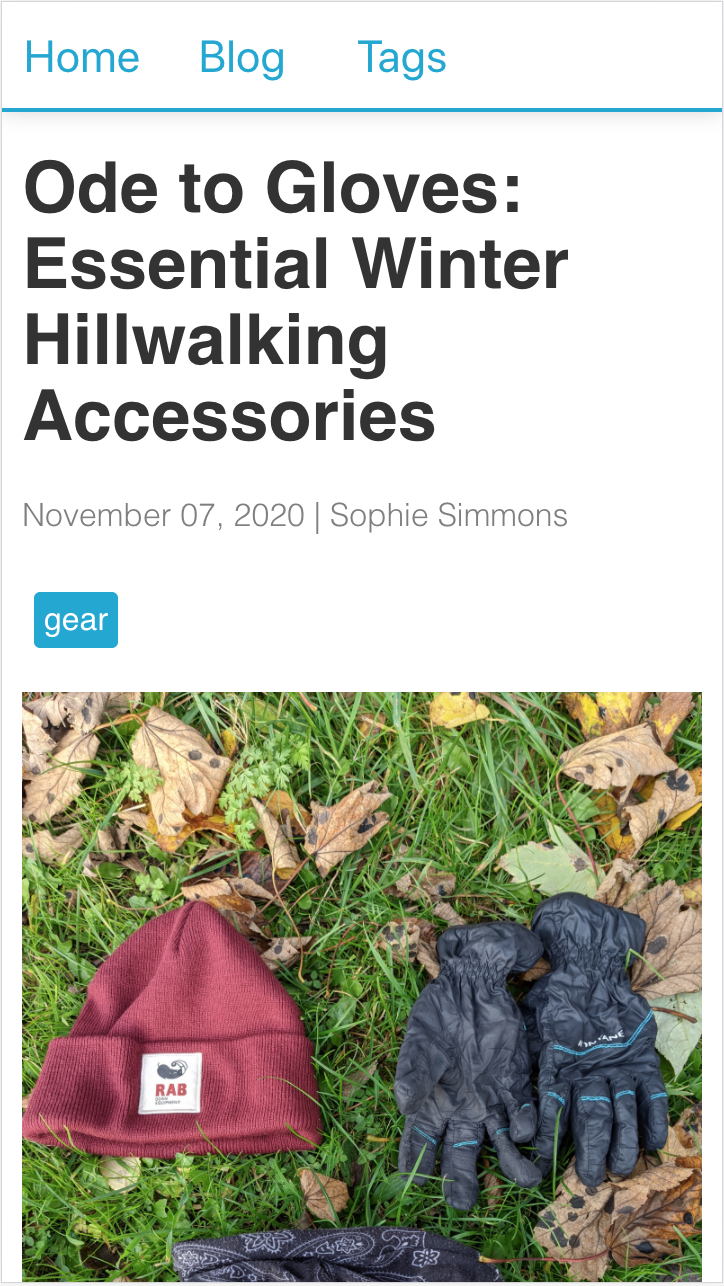 Home Blog Tags
Ode to Gloves:
Essential Winter
Hillwalking
Accessories
November 07, 2020 | Sophie Simmons
gear
RAB
MONTANE